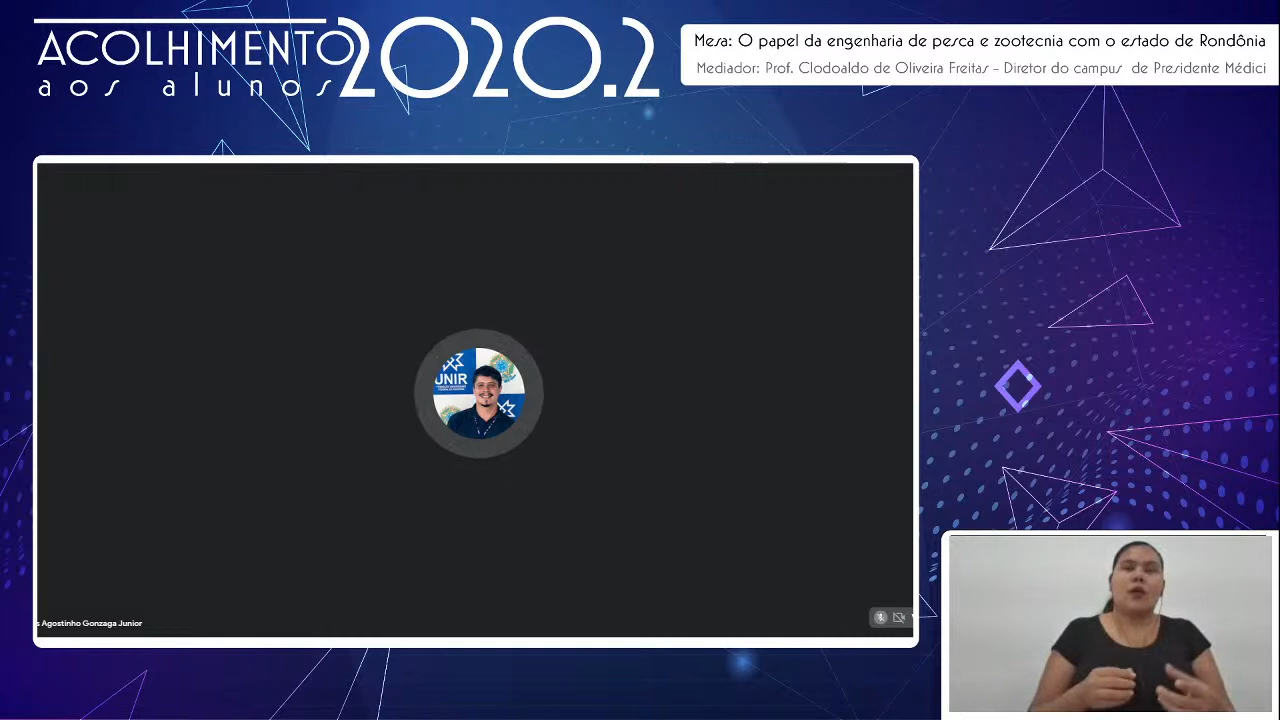 ACOLHIMENTO 2020.2
aos alunos
Mesa: O papel da engenharia de pesca e zootecnia com o estado de Rondônia
Mediador: Prof. Clodoaldo de Oliveira Freitas - Diretor do campus de Presidente Médici
UNIR
s Agostinho Gonzaga Junior